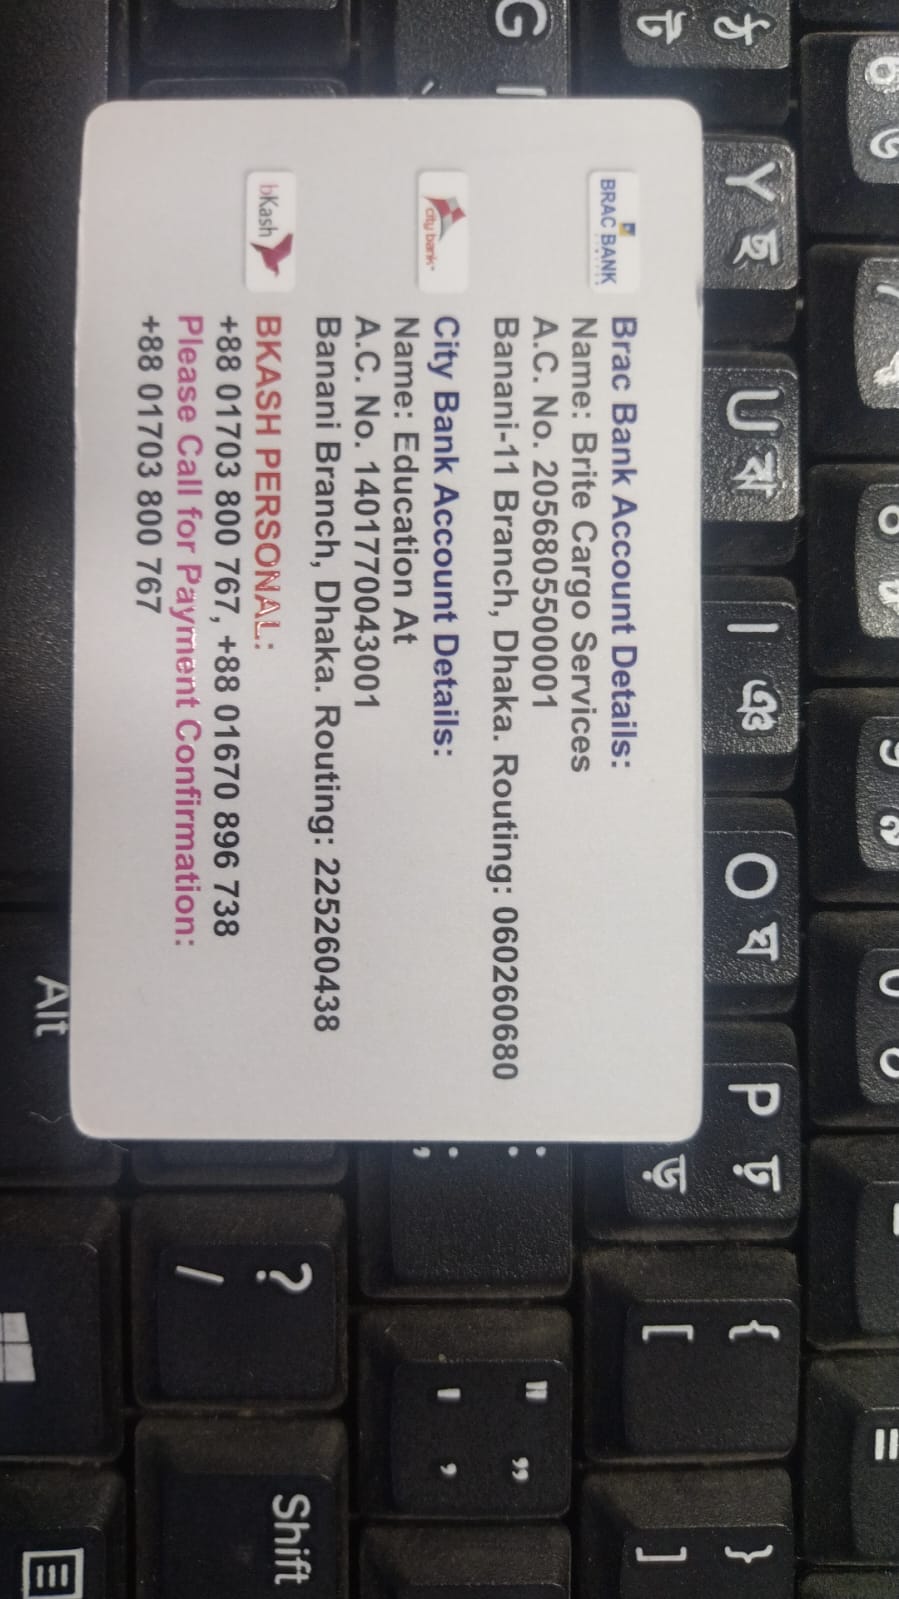 Y ছ
U ঝ
I ঞ
O ঘ
P ঢ়
ড়
{
[
}
]
ঠ
ট
G
BRAC BANK
Brac Bank Account Details:
Name: Brite Cargo Services
A.C. No. 2056805500001
Banani-11 Branch, Dhaka. Routing: 060260680
city bank
City Bank Account Details:
Name: Education At
A.C. No. 1401770043001
Banani Branch, Dhaka. Routing: 225260438
bKash
BKASH PERSONAL:
+88 01703 800 767, +88 01670 896 738
Please Call for Payment Confirmation:
+88 01703 800 767
:
;
" ”
' ’
?
/
Shift
Alt